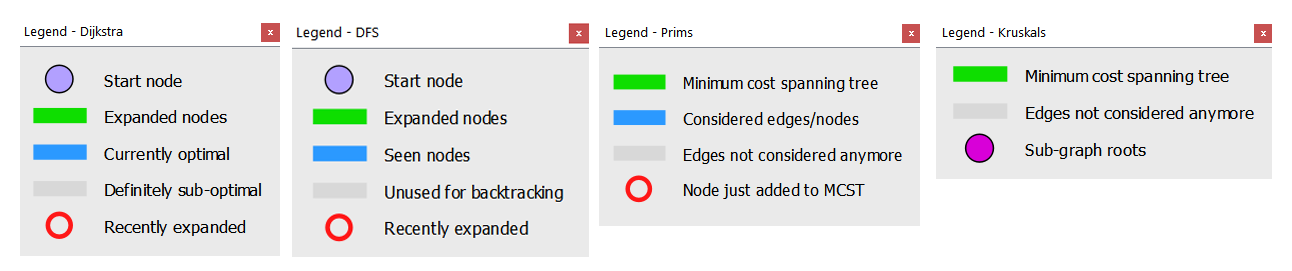 Legend - Dijkstra
x
Start node
Expanded nodes
Currently optimal
Definitely sub-optimal
Recently expanded
Legend - DFS
x
Start node
Expanded nodes
Seen nodes
Unused for backtracking
Recently expanded
Legend - Prims
x
Minimum cost spanning tree
Considered edges/nodes
Edges not considered anymore
Node just added to MCST
Legend - Kruskals
x
Minimum cost spanning tree
Edges not considered anymore
Sub-graph roots